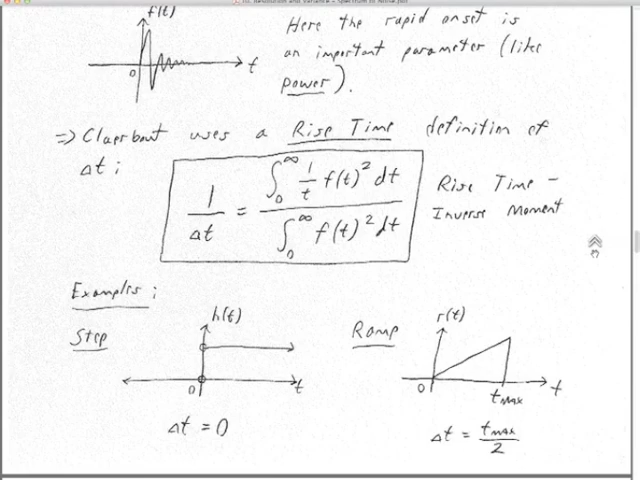 f(t)
0
t
Here the rapid onset is
an important parameter (like
power).
=> Claerbout uses a Rise Time definition of
Δt:
1/Δt = ∫₀^∞ 1/t f(t)² dt / ∫₀^∞ f(t)² dt
Rise Time –
Inverse Moment
Examples:
Step
h(t)
0
t
Δt = 0
Ramp
r(t)
0
tMAX
t
Δt = tMAX/2